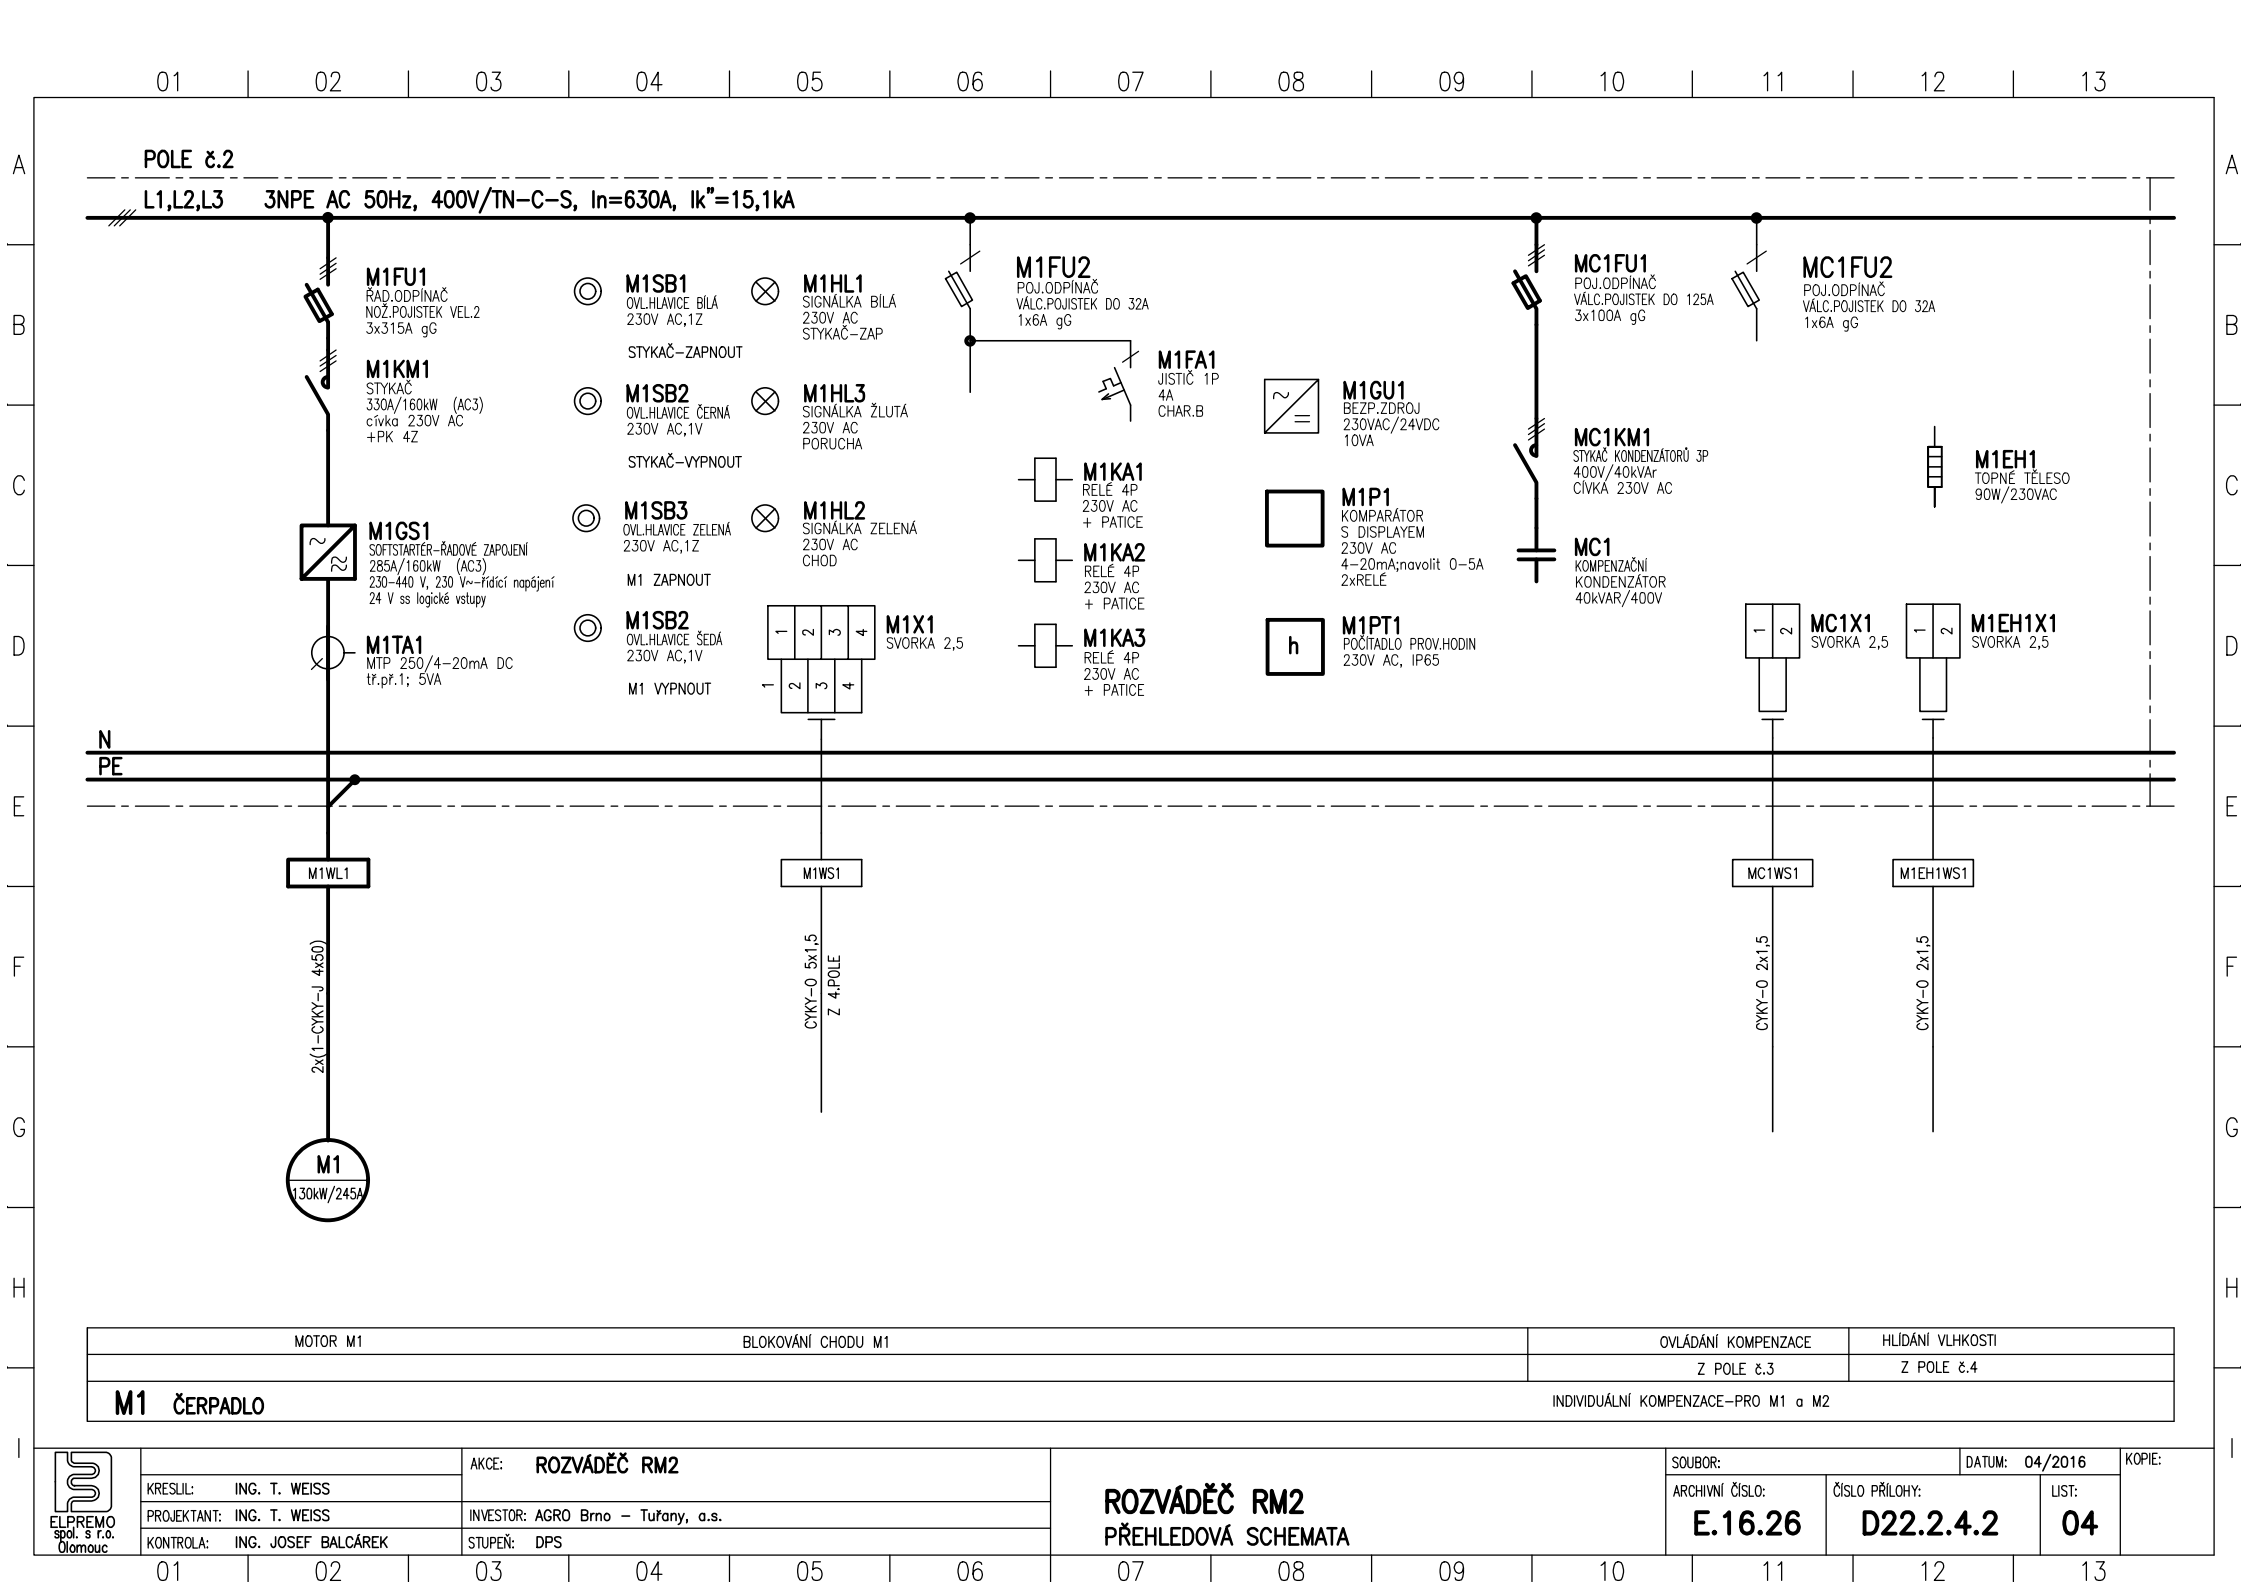 01 02 03 04 05 06 07 08 09 10 11 12 13
A A
POLE č.2
L1,L2,L3 3NPE AC 50Hz, 400V/TN-C-S, In=630A, Ik"=15,1kA
B B
M1FU1
ŘAD.ODPÍNAČ
NOŽ.POJISTEK VEL.2
3x315A gG
M1KM1
STYKAČ
330A/160kW (AC3)
cívka 230V AC
+PK 4Z
M1GS1
SOFTSTARTÉR-ŘADOVÉ ZAPOJENÍ
285A/160kW (AC3)
230-440 V, 230 V~-řídící napájení
24 V ss logické vstupy
M1TA1
MTP 250/4-20mA DC
tř.př.1; 5VA
M1SB1
OVL.HLAVICE BÍLÁ
230V AC,1Z
STYKAČ-ZAPNOUT
M1SB2
OVL.HLAVICE ČERNÁ
230V AC,1V
STYKAČ-VYPNOUT
M1SB3
OVL.HLAVICE ZELENÁ
230V AC,1Z
M1 ZAPNOUT
M1SB2
OVL.HLAVICE ŠEDÁ
230V AC,1V
M1 VYPNOUT
M1HL1
SIGNÁLKA BÍLÁ
230V AC
STYKAČ-ZAP
M1HL3
SIGNÁLKA ŽLUTÁ
230V AC
PORUCHA
M1HL2
SIGNÁLKA ZELENÁ
230V AC
CHOD
1 2 3 4
M1X1
SVORKA 2,5
1 2 3 4
M1FU2
POJ.ODPÍNAČ
VÁLC.POJISTEK DO 32A
1x6A gG
M1FA1
JISTIČ 1P
4A
CHAR.B
M1KA1
RELÉ 4P
230V AC
+ PATICE
M1KA2
RELÉ 4P
230V AC
+ PATICE
M1KA3
RELÉ 4P
230V AC
+ PATICE
M1GU1
BEZP.ZDROJ
230VAC/24VDC
10VA
M1P1
KOMPARÁTOR
S DISPLAYEM
230V AC
4-20mA;navolit 0-5A
2xRELÉ
h
M1PT1
POČÍTADLO PROV.HODIN
230V AC, IP65
MC1FU1
POJ.ODPÍNAČ
VÁLC.POJISTEK DO 125A
3x100A gG
MC1KM1
STYKAČ KONDENZÁTORŮ 3P
400V/40kVAr
CÍVKA 230V AC
MC1
KOMPENZAČNÍ
KONDENZÁTOR
40kVAR/400V
MC1FU2
POJ.ODPÍNAČ
VÁLC.POJISTEK DO 32A
1x6A gG
M1EH1
TOPNÉ TĚLESO
90W/230VAC
1 2
MC1X1
SVORKA 2,5
1 2
M1EH1X1
SVORKA 2,5
C C
D D
N
PE
E E
M1WL1 M1WS1 MC1WS1 M1EH1WS1
F F
2x(1-CYKY-J 4x50)
CYKY-O 5x1,5
Z 4.POLE
CYKY-O 2x1,5
CYKY-O 2x1,5
G G
M1
130kW/245A
H H
MOTOR M1 BLOKOVÁNÍ CHODU M1 OVLÁDÁNÍ KOMPENZACE HLÍDÁNÍ VLHKOSTI
Z POLE č.3 Z POLE č.4
M1 ČERPADLO INDIVIDUÁLNÍ KOMPENZACE-PRO M1 a M2
I I
ELPREMO
spol. s r.o.
Olomouc
KRESLIL: ING. T. WEISS
PROJEKTANT: ING. T. WEISS
KONTROLA: ING. JOSEF BALCÁREK
AKCE: ROZVÁDĚČ RM2
INVESTOR: AGRO Brno - Tuřany, a.s.
STUPEŇ: DPS
ROZVÁDĚČ RM2
PŘEHLEDOVÁ SCHEMATA
SOUBOR:
DATUM: 04/2016
KOPIE:
ARCHIVNÍ ČÍSLO:
E.16.26
ČÍSLO PŘÍLOHY:
D22.2.4.2
LIST:
04
01 02 03 04 05 06 07 08 09 10 11 12 13